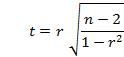 t = r √((n − 2)/(1 − r²))